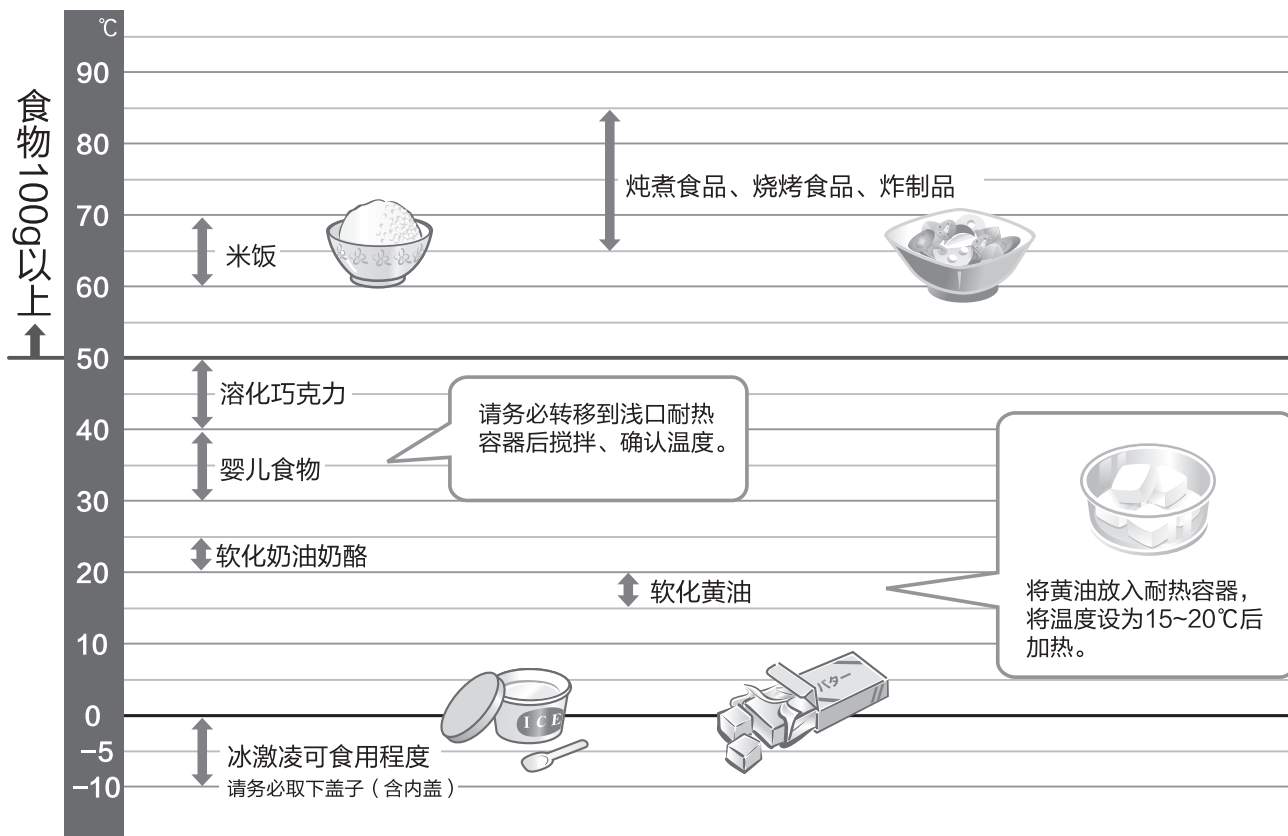 ℃
90
80
70
60
50
40
30
20
10
0
−5
−10
食物100g以上
炖煮食品、烧烤食品、炸制品
米饭
溶化巧克力
请务必转移到浅口耐热
容器后搅拌、确认温度。
婴儿食物
软化奶油奶酪
软化黄油
将黄油放入耐热容器，
将温度设为15~20℃后
加热。
バター
ICE
冰激凌可食用程度
请务必取下盖子（含内盖）